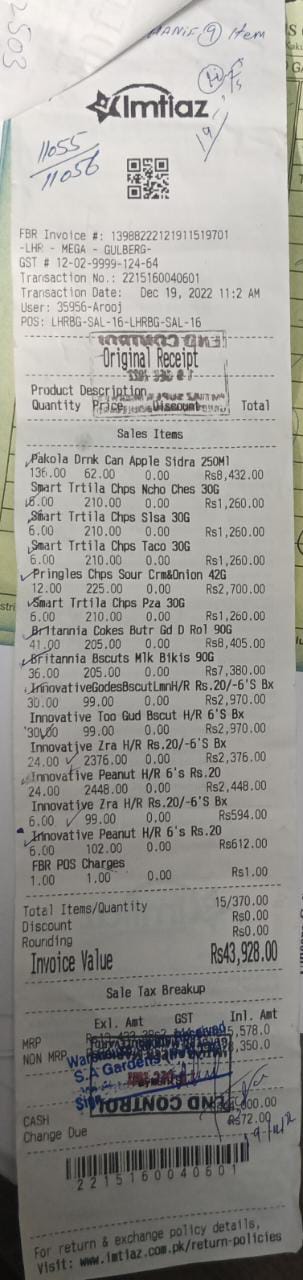 HANIF 9 Item
2503
Imtiaz
11055
11056
19/
FBR Invoice #: 13988222121911519701
-LHR - MEGA - GULBERG-
GST # 12-02-9999-124-64
Transaction No.: 2215160040601
Transaction Date: Dec 19, 2022 11:2 AM
User: 35956-Arooj
POS: LHRBG-SAL-16-LHRBG-SAL-16
END CONTROL
Original Receipt
Product Description
Quantity Price Discount Total
Sales Items
Pakola Drnk Can Apple Sidra 250Ml
136.00 62.00 0.00 Rs8,432.00
Smart Trtila Chps Ncho Ches 30G
6.00 210.00 0.00 Rs1,260.00
Smart Trtila Chps Slsa 30G
6.00 210.00 0.00 Rs1,260.00
Smart Trtila Chps Taco 30G
6.00 210.00 0.00 Rs1,260.00
Pringles Chps Sour Crm&Onion 42G
12.00 225.00 0.00 Rs2,700.00
Smart Trtila Chps Pza 30G
6.00 210.00 0.00 Rs1,260.00
Britannia Cokes Butr Gd D Rol 90G
41.00 205.00 0.00 Rs8,405.00
Britannia Bscuts Mlk Bikis 90G
36.00 205.00 0.00 Rs7,380.00
InnovativeGodesBscutLmnH/R Rs.20/-6'S Bx
30.00 99.00 0.00 Rs2,970.00
Innovative Too Gud Bscut H/R 6'S Bx
30.00 99.00 0.00 Rs2,970.00
Innovative Zra H/R Rs.20/-6'S Bx
24.00 2376.00 0.00 Rs2,376.00
Innovative Peanut H/R 6's Rs.20
24.00 2448.00 0.00 Rs2,448.00
Innovative Zra H/R Rs.20/-6'S Bx
6.00 99.00 0.00 Rs594.00
Innovative Peanut H/R 6's Rs.20
6.00 102.00 0.00 Rs612.00
FBR POS Charges
1.00 1.00 0.00 Rs1.00
Total Items/Quantity 15/370.00
Discount Rs0.00
Rounding Rs0.00
Invoice Value Rs43,928.00
Sale Tax Breakup
Exl. Amt GST Inl. Amt
MRP 5,578.0
NON MRP 8,350.0
Received
S.A Gardens
Sign
END CONTROL
CASH
Change Due Rs72.00
2215160040601
For return & exchange policy details,
Visit: www.imtiaz.com.pk/return-policies